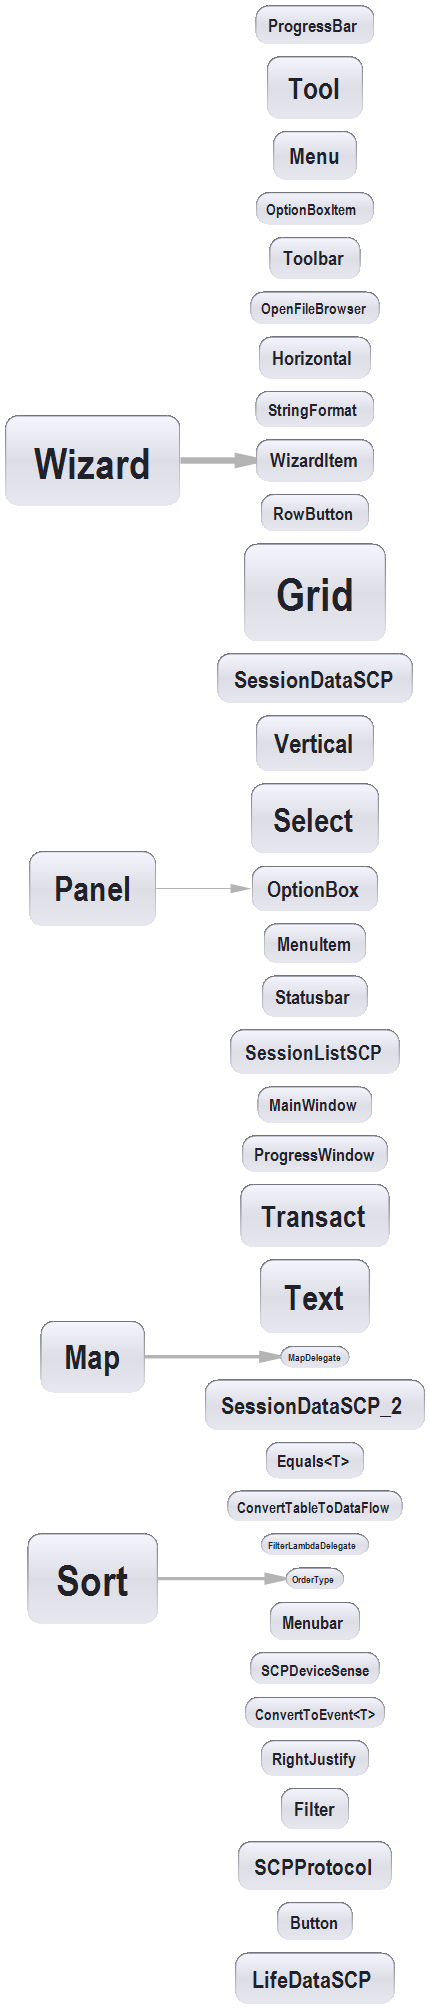 ProgressBar
Tool
Menu
OptionBoxItem
Toolbar
OpenFileBrowser
Horizontal
StringFormat
Wizard
WizardItem
RowButton
Grid
SessionDataSCP
Vertical
Select
Panel
OptionBox
MenuItem
Statusbar
SessionListSCP
MainWindow
ProgressWindow
Transact
Text
Map
MapDelegate
SessionDataSCP_2
Equals<T>
ConvertTableToDataFlow
FilterLambdaDelegate
Sort
OrderType
Menubar
SCPDeviceSense
ConvertToEvent<T>
RightJustify
Filter
SCPProtocol
Button
LifeDataSCP